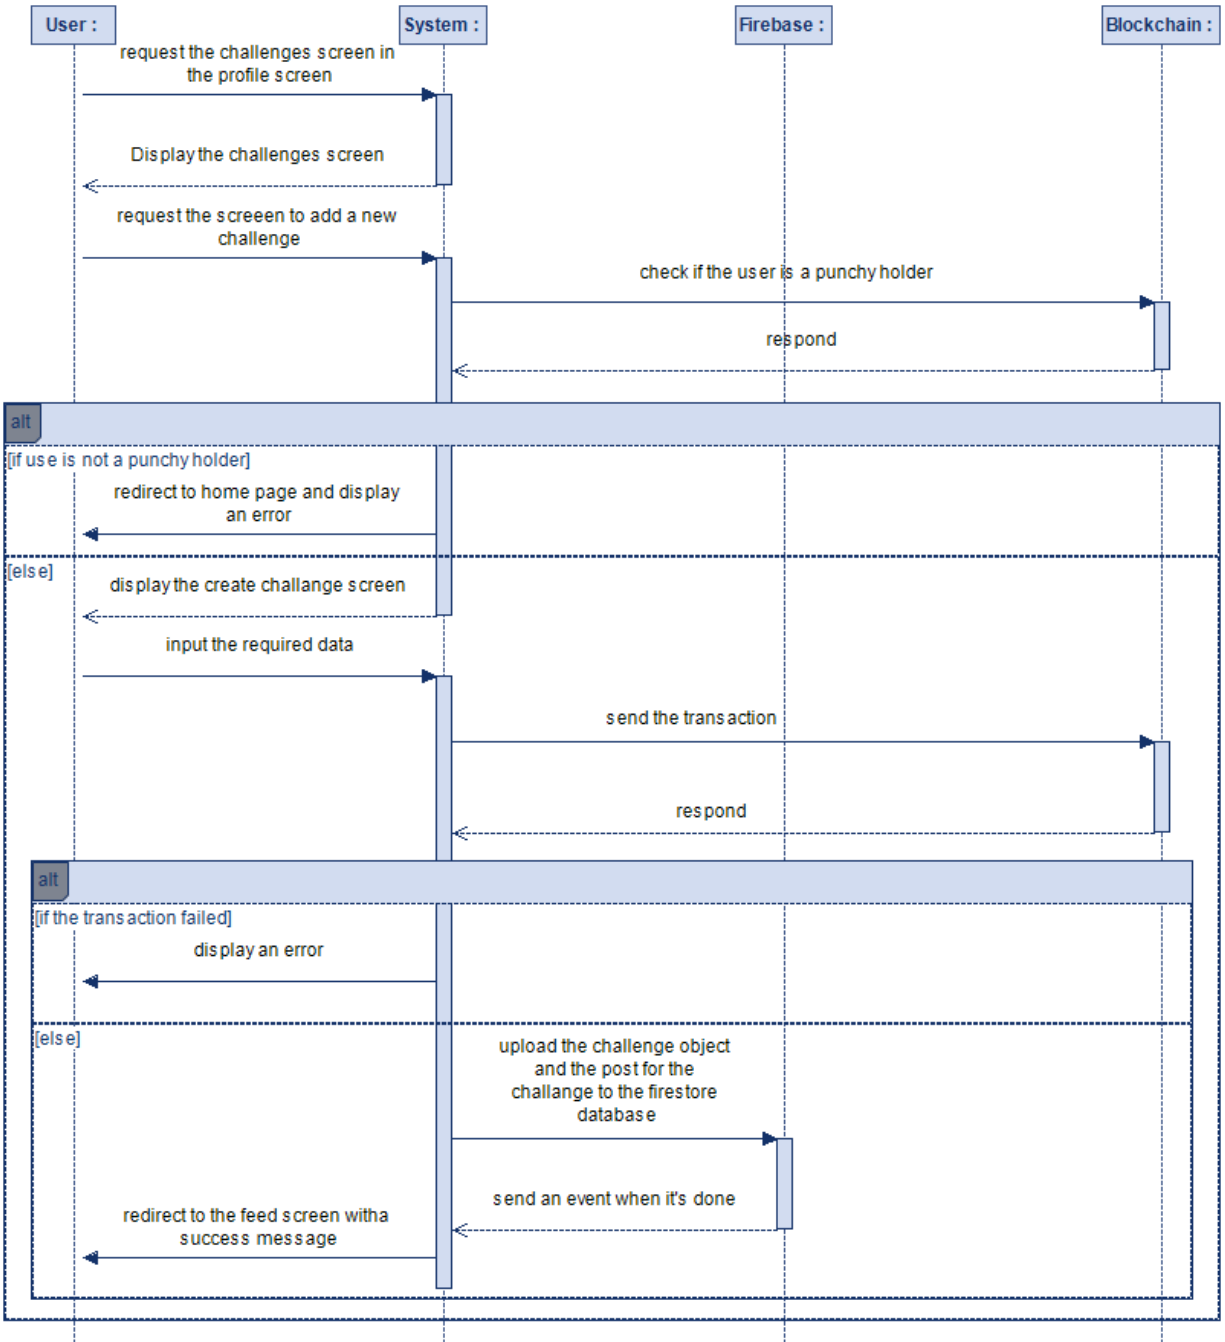 User :
System :
Firebase :
Blockchain :
request the challenges screen in
the profile screen
Display the challenges screen
request the screeen to add a new
challenge
check if the user is a punchy holder
respond
alt
[if use is not a punchy holder]
redirect to home page and display
an error
[else]
display the create challange screen
input the required data
send the transaction
respond
alt
[if the transaction failed]
display an error
[else]
upload the challenge object
and the post for the
challange to the firestore
database
send an event when it's done
redirect to the feed screen witha
success message